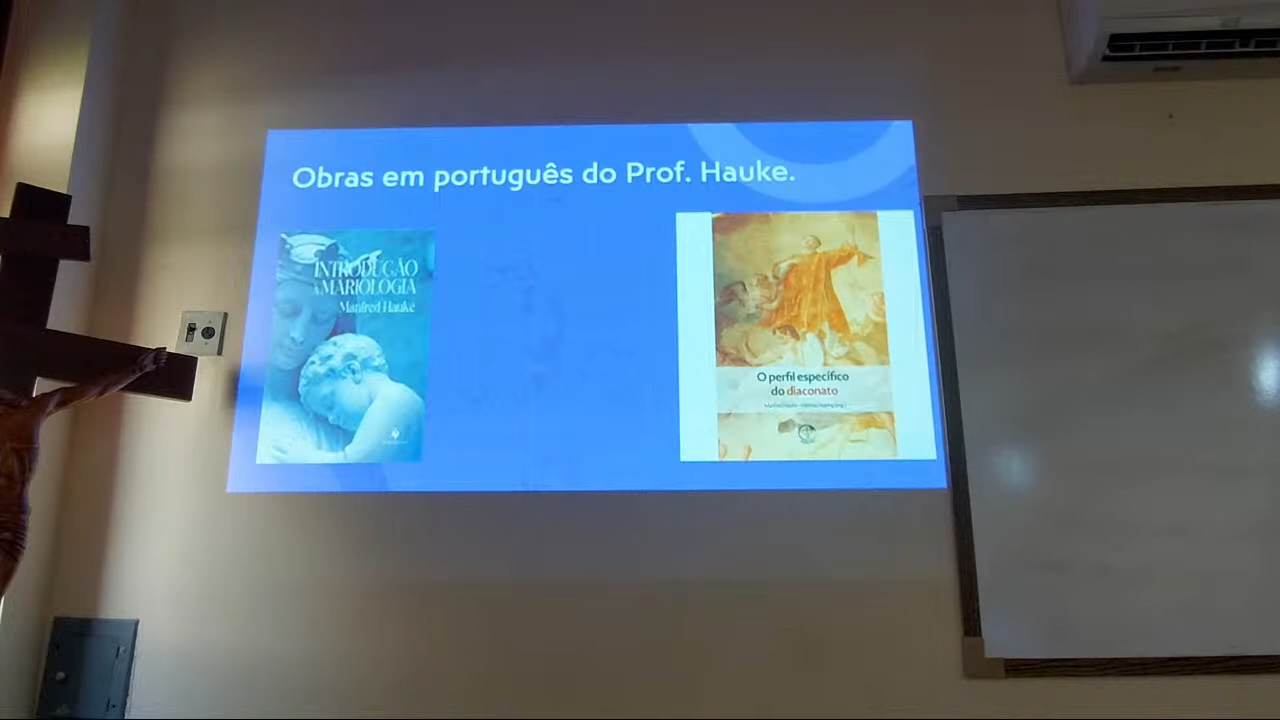 Obras em português do Prof. Hauke.
INTRODUÇÃO
À MARIOLOGIA
Manfred Hauke
O perfil específico
do diaconato